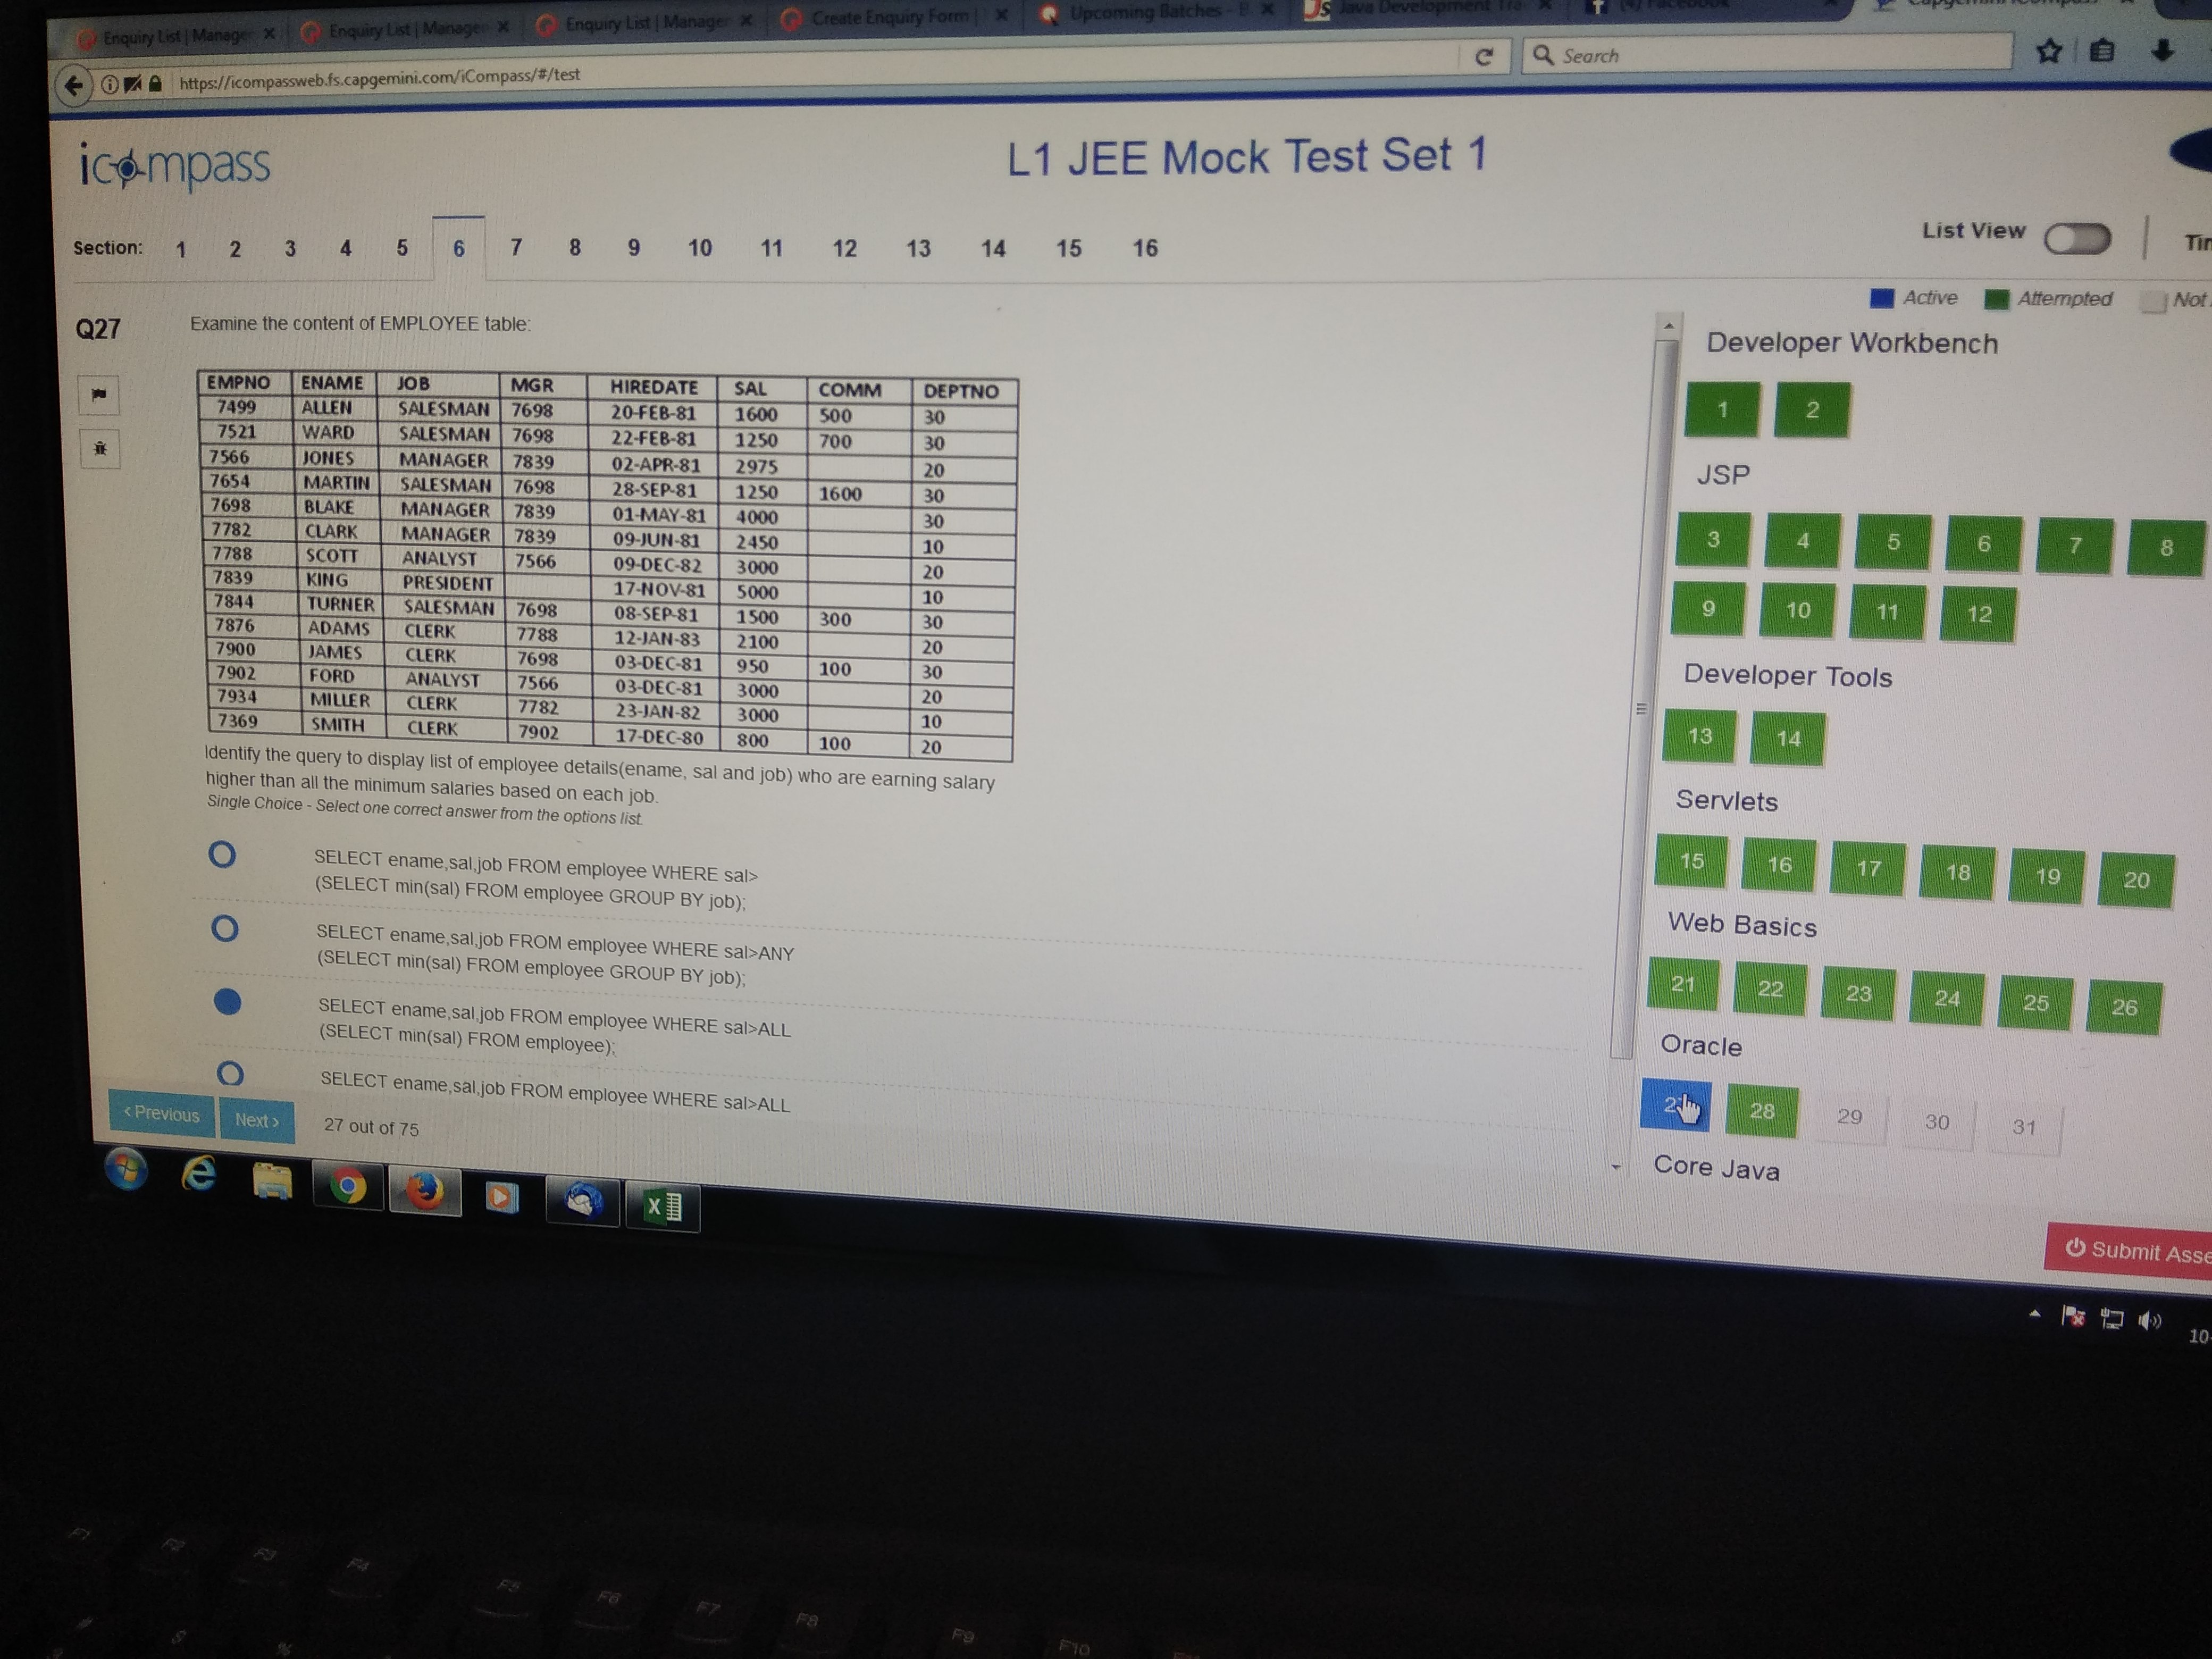 Enquiry List | Manager
Enquiry List | Manager
Enquiry List | Manager
Create Enquiry Form |
Upcoming Batches -
Java Development Tra
https://icompassweb.fs.capgemini.com/iCompass/#/test
Search
icompass
L1 JEE Mock Test Set 1
Section: 1 2 3 4 5 6 7 8 9 10 11 12 13 14 15 16
List View
Active Attempted Not
Q27
Examine the content of EMPLOYEE table:
EMPNO ENAME JOB MGR HIREDATE SAL COMM DEPTNO
7499 ALLEN SALESMAN 7698 20-FEB-81 1600 500 30
7521 WARD SALESMAN 7698 22-FEB-81 1250 700 30
7566 JONES MANAGER 7839 02-APR-81 2975 20
7654 MARTIN SALESMAN 7698 28-SEP-81 1250 1600 30
7698 BLAKE MANAGER 7839 01-MAY-81 4000 30
7782 CLARK MANAGER 7839 09-JUN-81 2450 10
7788 SCOTT ANALYST 7566 09-DEC-82 3000 20
7839 KING PRESIDENT 17-NOV-81 5000 10
7844 TURNER SALESMAN 7698 08-SEP-81 1500 300 30
7876 ADAMS CLERK 7788 12-JAN-83 2100 20
7900 JAMES CLERK 7698 03-DEC-81 950 100 30
7902 FORD ANALYST 7566 03-DEC-81 3000 20
7934 MILLER CLERK 7782 23-JAN-82 3000 10
7369 SMITH CLERK 7902 17-DEC-80 800 100 20
Identify the query to display list of employee details(ename, sal and job) who are earning salary
higher than all the minimum salaries based on each job.
Single Choice - Select one correct answer from the options list.
SELECT ename,sal,job FROM employee WHERE sal>
(SELECT min(sal) FROM employee GROUP BY job);
SELECT ename,sal,job FROM employee WHERE sal>ANY
(SELECT min(sal) FROM employee GROUP BY job);
SELECT ename,sal,job FROM employee WHERE sal>ALL
(SELECT min(sal) FROM employee);
SELECT ename,sal,job FROM employee WHERE sal>ALL
< Previous
Next >
27 out of 75
Developer Workbench
1 2
JSP
3 4 5 6 7 8
9 10 11 12
Developer Tools
13 14
Servlets
15 16 17 18 19 20
Web Basics
21 22 23 24 25 26
Oracle
28 29 30 31
Core Java
Submit Asse
F1 F2 F3 F4 F5 F6 F7 F8 F9 F10
# $ %